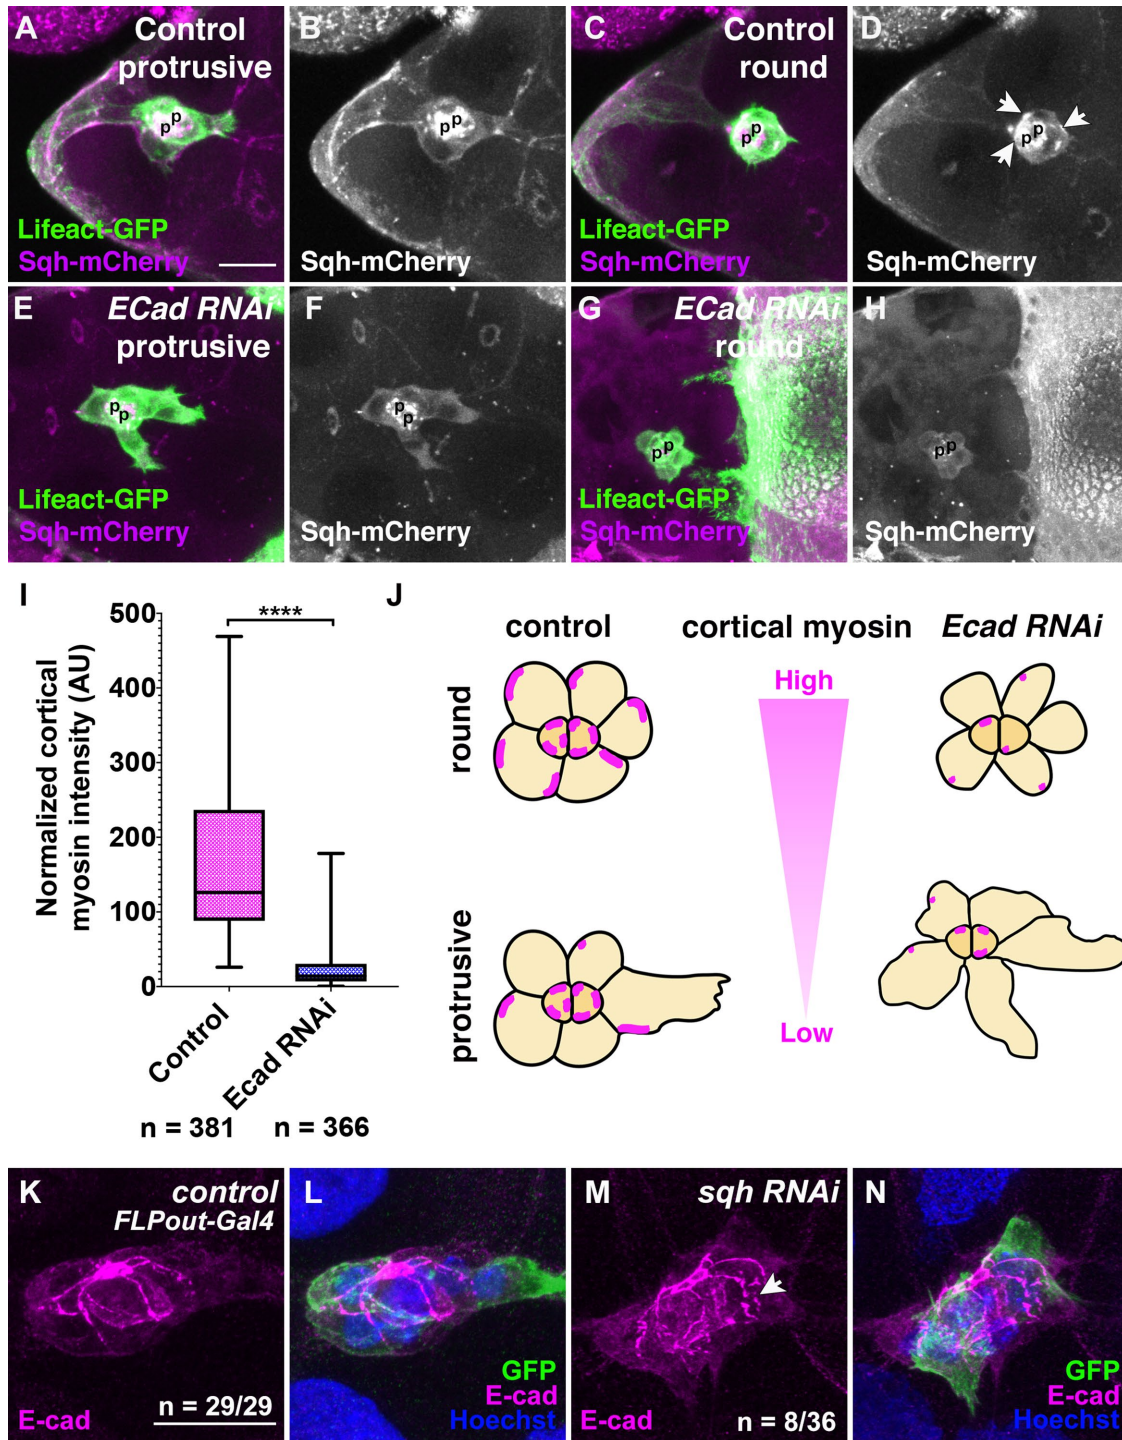 A
Control
protrusive
p
p
Lifeact-GFP
Sqh-mCherry
B
p
p
Sqh-mCherry
C
Control
round
p
p
Lifeact-GFP
Sqh-mCherry
D
p
p
Sqh-mCherry
E
ECad RNAi
protrusive
p
p
Lifeact-GFP
Sqh-mCherry
F
p
p
Sqh-mCherry
G
ECad RNAi
round
p
p
Lifeact-GFP
Sqh-mCherry
H
p
p
Sqh-mCherry
I
Normalized cortical
myosin intensity (AU)
500
400
300
200
100
0
****
Control
Ecad RNAi
n = 381
n = 366
J
control
cortical myosin
Ecad RNAi
round
High
protrusive
Low
K
control
FLPout-Gal4
E-cad
n = 29/29
L
GFP
E-cad
Hoechst
M
sqh RNAi
E-cad
n = 8/36
N
GFP
E-cad
Hoechst